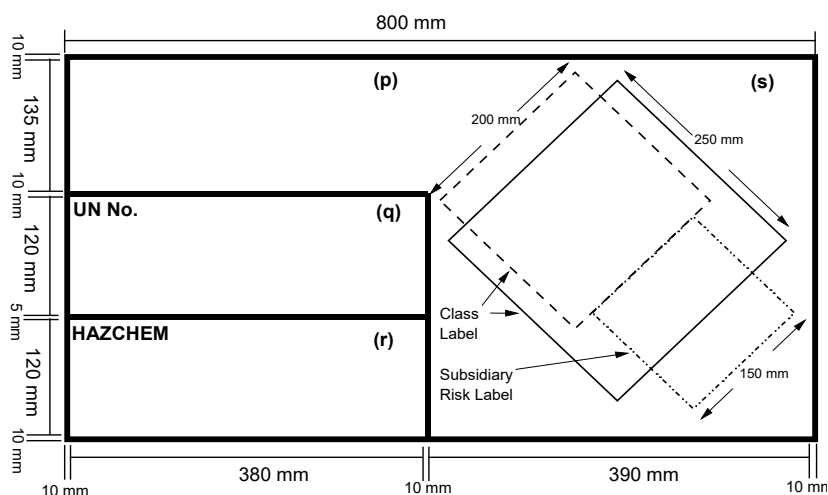 800 mm
10 mm
(p)
(s)
135 mm
200 mm
250 mm
10 mm
UN No.
(q)
120 mm
5 mm
HAZCHEM
(r)
Class
Label
120 mm
Subsidiary
Risk Label
150 mm
10 mm
380 mm
390 mm
10 mm
10 mm
10 mm